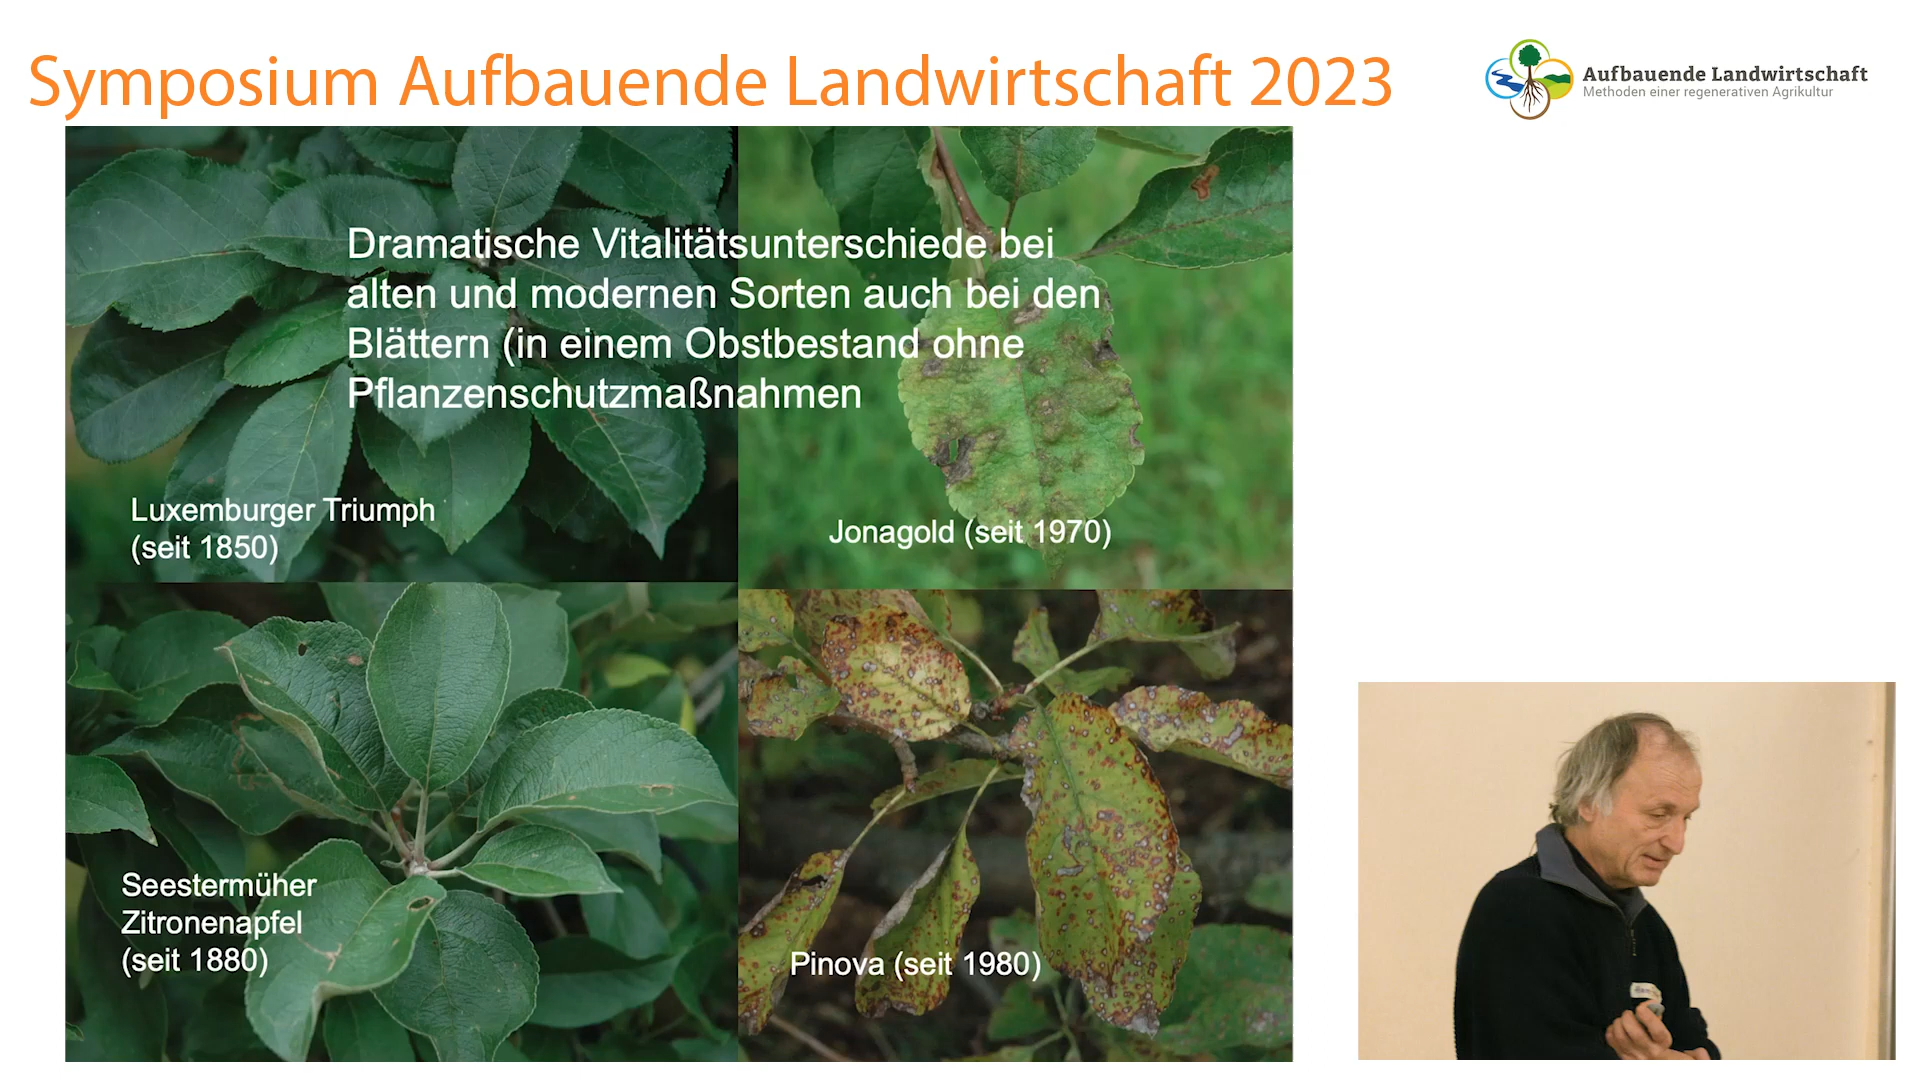 Symposium Aufbauende Landwirtschaft 2023
Aufbauende Landwirtschaft
Methoden einer regenerativen Agrikultur
Dramatische Vitalitätsunterschiede bei
alten und modernen Sorten auch bei den
Blättern (in einem Obstbestand ohne
Pflanzenschutzmaßnahmen
Luxemburger Triumph
(seit 1850)
Jonagold (seit 1970)
Seestermüher
Zitronenapfel
(seit 1880)
Pinova (seit 1980)